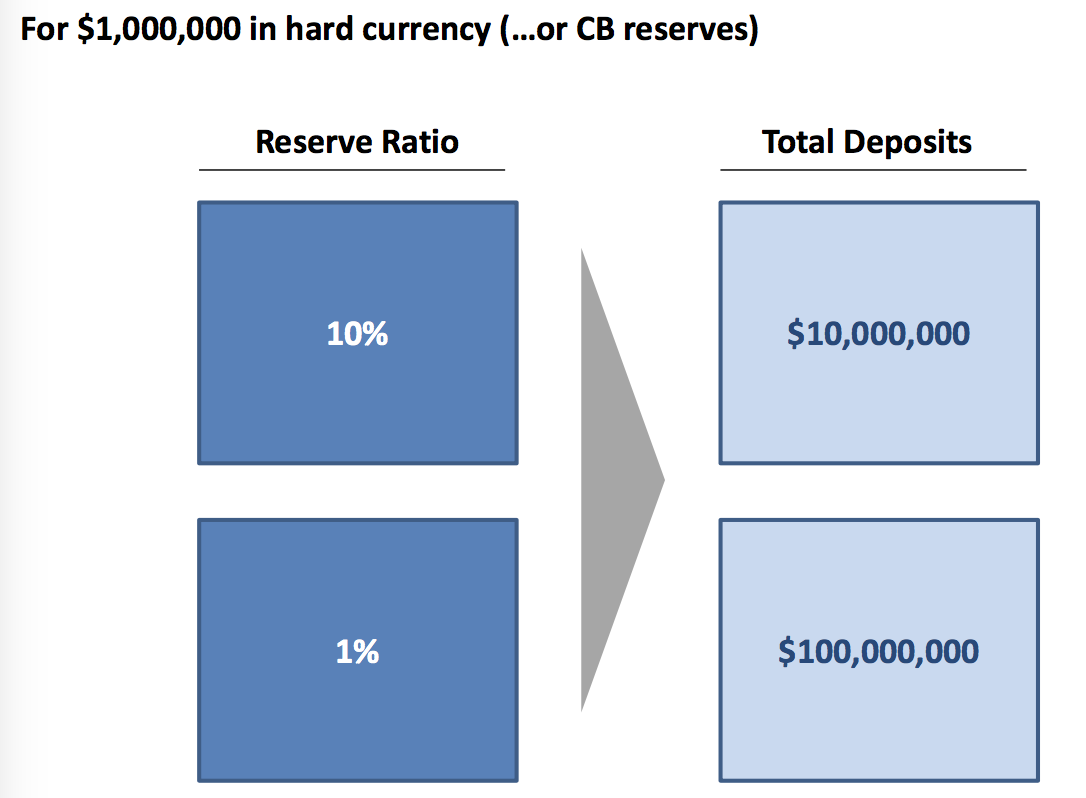 For $1,000,000 in hard currency (...or CB reserves)
Reserve Ratio
Total Deposits
10%
$10,000,000
1%
$100,000,000